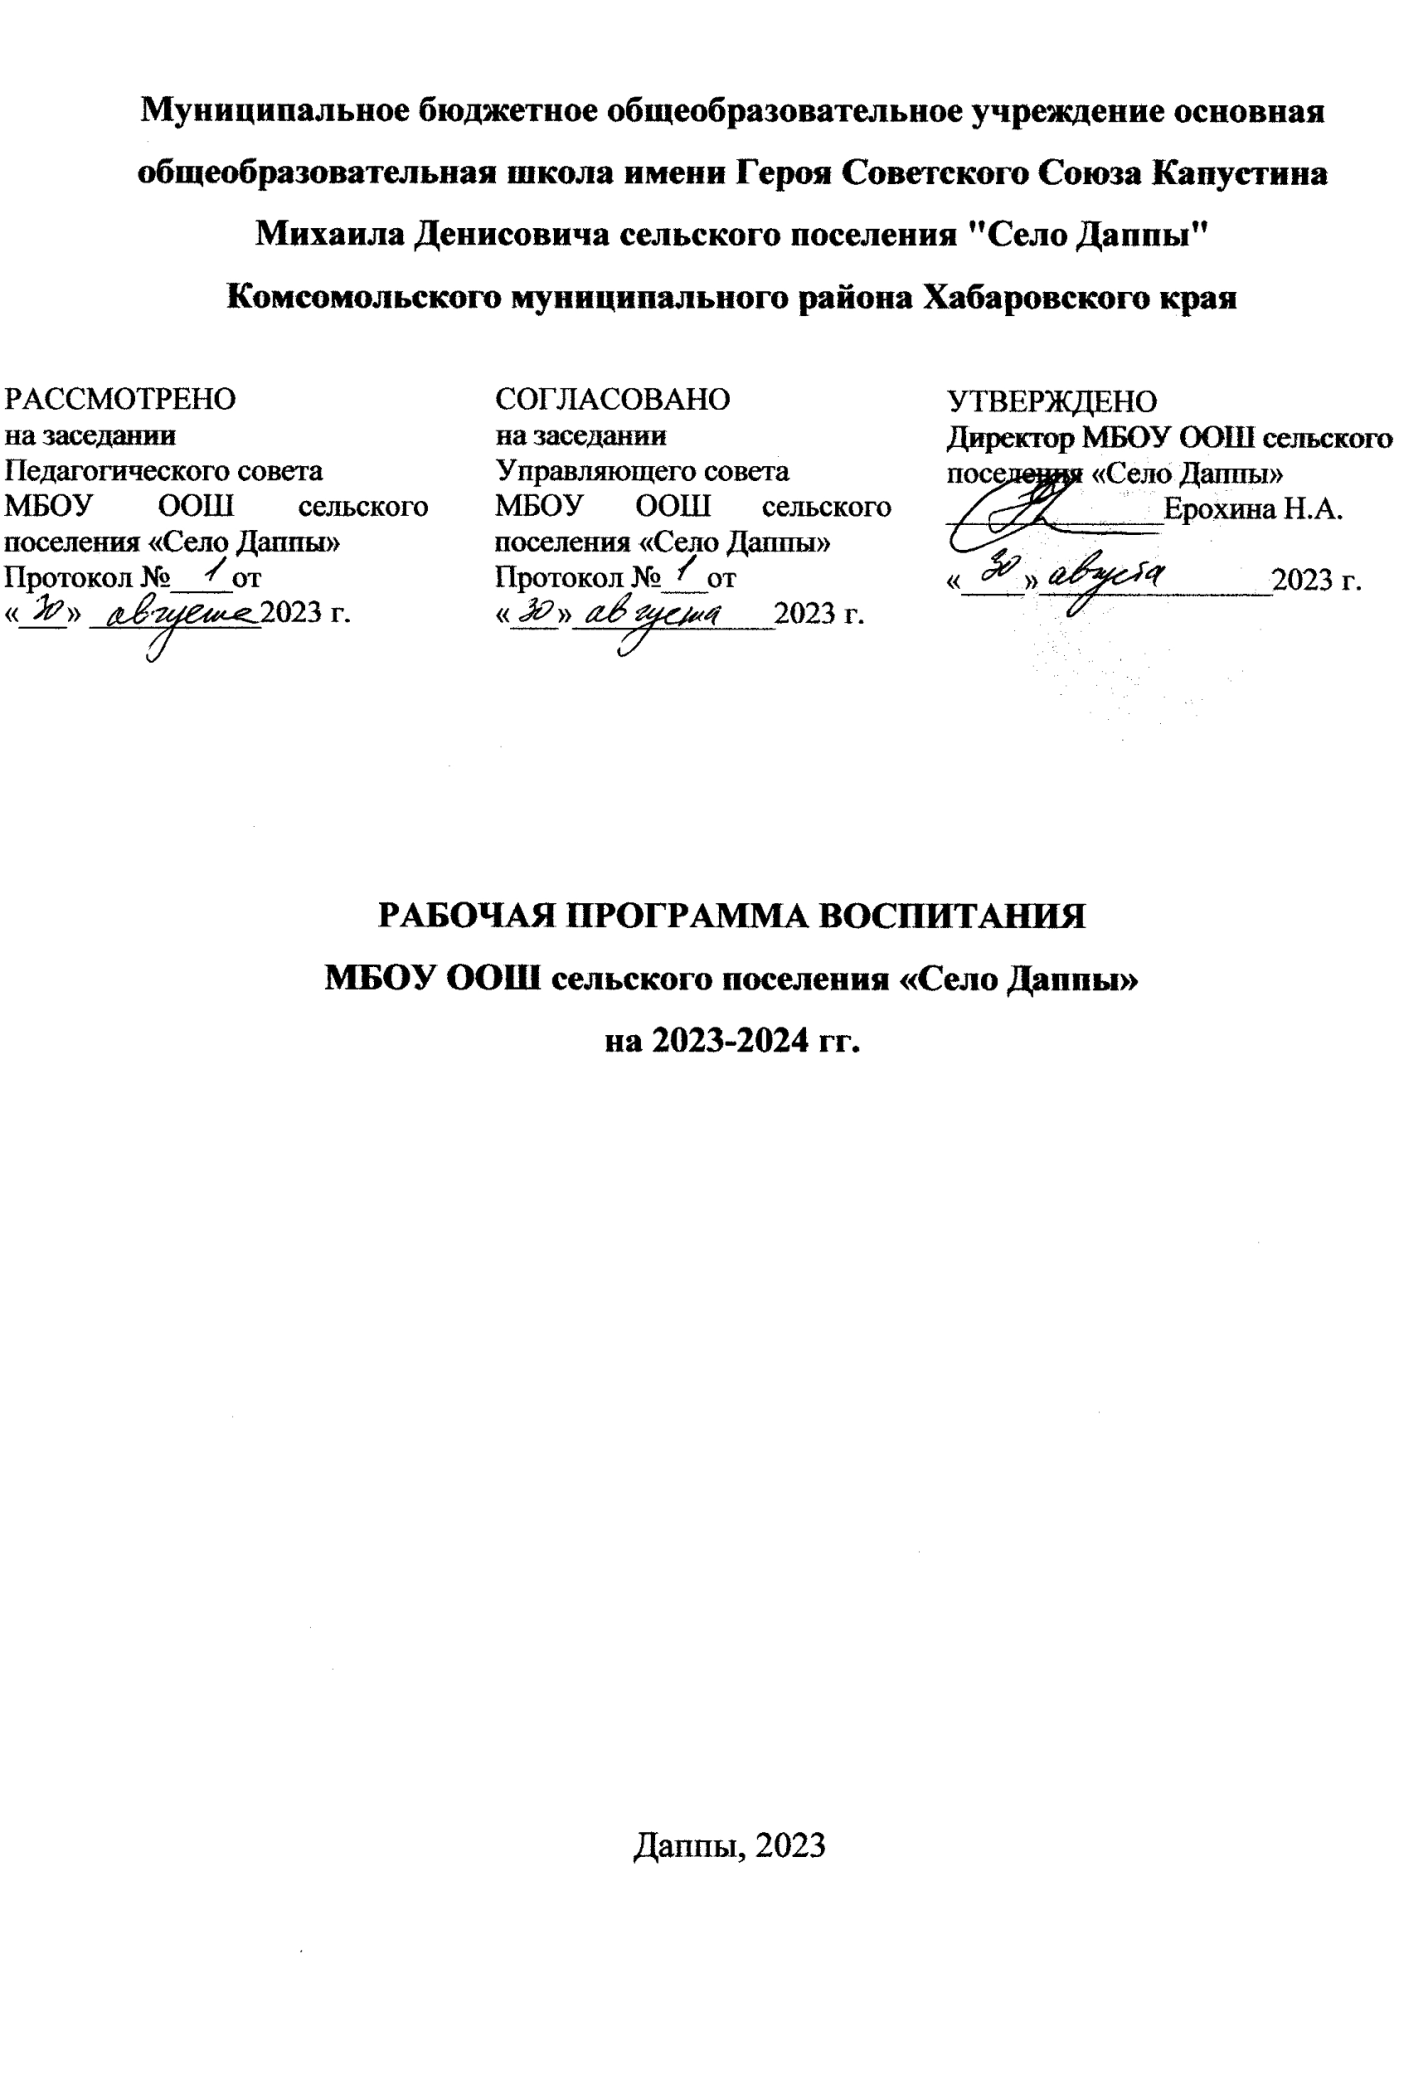 Муниципальное бюджетное общеобразовательное учреждение основная
общеобразовательная школа имени Героя Советского Союза Капустина
Михаила Денисовича сельского поселения "Село Даппы"
Комсомольского муниципального района Хабаровского края
РАССМОТРЕНО
на заседании
Педагогического совета
МБОУ ООШ сельского
поселения «Село Даппы»
Протокол № 1 от
«30» августа 2023 г.
СОГЛАСОВАНО
на заседании
Управляющего совета
МБОУ ООШ сельского
поселения «Село Даппы»
Протокол № 1 от
«30» августа 2023 г.
УТВЕРЖДЕНО
Директор МБОУ ООШ сельского
поселения «Село Даппы»
Ерохина Н.А.
«30» августа 2023 г.
РАБОЧАЯ ПРОГРАММА ВОСПИТАНИЯ
МБОУ ООШ сельского поселения «Село Даппы»
на 2023-2024 гг.
Даппы, 2023